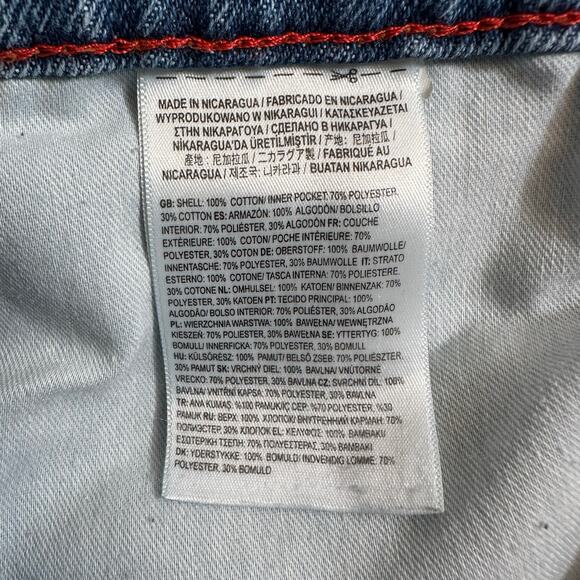 MADE IN NICARAGUA / FABRICADO EN NICARAGUA /
WYPRODUKOWANO W NIKARAGUI / ΚΑΤΑΣΚΕΥΑΖΕΤΑΙ
ΣΤΗΝ ΝΙΚΑΡΑΓΟΥΑ / СДЕЛАНО В НИКАРАГУА /
NİKARAGUA'DA ÜRETİLMİŞTİR / 产地: 尼加拉瓜 /
產地: 尼加拉瓜 / ニカラグア製 / FABRIQUÉ AU
NICARAGUA / 제조국: 니카라과 / BUATAN NIKARAGUA
GB: SHELL: 100% COTTON/ INNER POCKET: 70% POLYESTER,
30% COTTON ES: ARMAZÓN: 100% ALGODÓN/ BOLSILLO
INTERIOR: 70% POLIÉSTER, 30% ALGODÓN FR: COUCHE
EXTÉRIEURE: 100% COTON/ POCHE INTÉRIEURE: 70%
POLYESTER, 30% COTON DE: OBERSTOFF: 100% BAUMWOLLE/
INNENTASCHE: 70% POLYESTER, 30% BAUMWOLLE IT: STRATO
ESTERNO: 100% COTONE/ TASCA INTERNA: 70% POLIESTERE,
30% COTONE NL: OMHULSEL: 100% KATOEN/ BINNENZAK: 70%
POLYESTER, 30% KATOEN PT: TECIDO PRINCIPAL: 100%
ALGODÃO/ BOLSO INTERIOR: 70% POLIÉSTER, 30% ALGODÃO
PL: WIERZCHNIA WARSTWA: 100% BAWEŁNA/ WEWNĘTRZNA
KIESZEŃ: 70% POLIESTER, 30% BAWEŁNA SE: YTTERTYG: 100%
BOMULL/ INNERFICKA: 70% POLYESTER, 30% BOMULL
HU: KÜLSŐRÉSZ: 100% PAMUT/ BELSŐ ZSEB: 70% POLIÉSZTER,
30% PAMUT SK: VRCHNÝ DIEL: 100% BAVLNA/ VNÚTORNÉ
VRECKO: 70% POLYESTER, 30% BAVLNA CZ: SVRCHNÍ DÍL: 100%
BAVLNA/ VNITŘNÍ KAPSA: 70% POLYESTER, 30% BAVLNA
TR: ANA KUMAŞ: %100 PAMUK/İÇ CEP: %70 POLYESTER, %30
PAMUK RU: ВЕРХ: 100% ХЛОПОК/ ВНУТРЕННИЙ КАРМАН: 70%
ПОЛИЭСТЕР, 30% ХЛОПОК EL: ΚΕΛΥΦΟΣ: 100% ΒΑΜΒΑΚΙ/
ΕΣΩΤΕΡΙΚΗ ΤΣΕΠΗ: 70% ΠΟΛΥΕΣΤΕΡΑΣ, 30% ΒΑΜΒΑΚΙ
DK: YDERSTYKKE: 100% BOMULD/ INDVENDIG LOMME: 70%
POLYESTER, 30% BOMULD